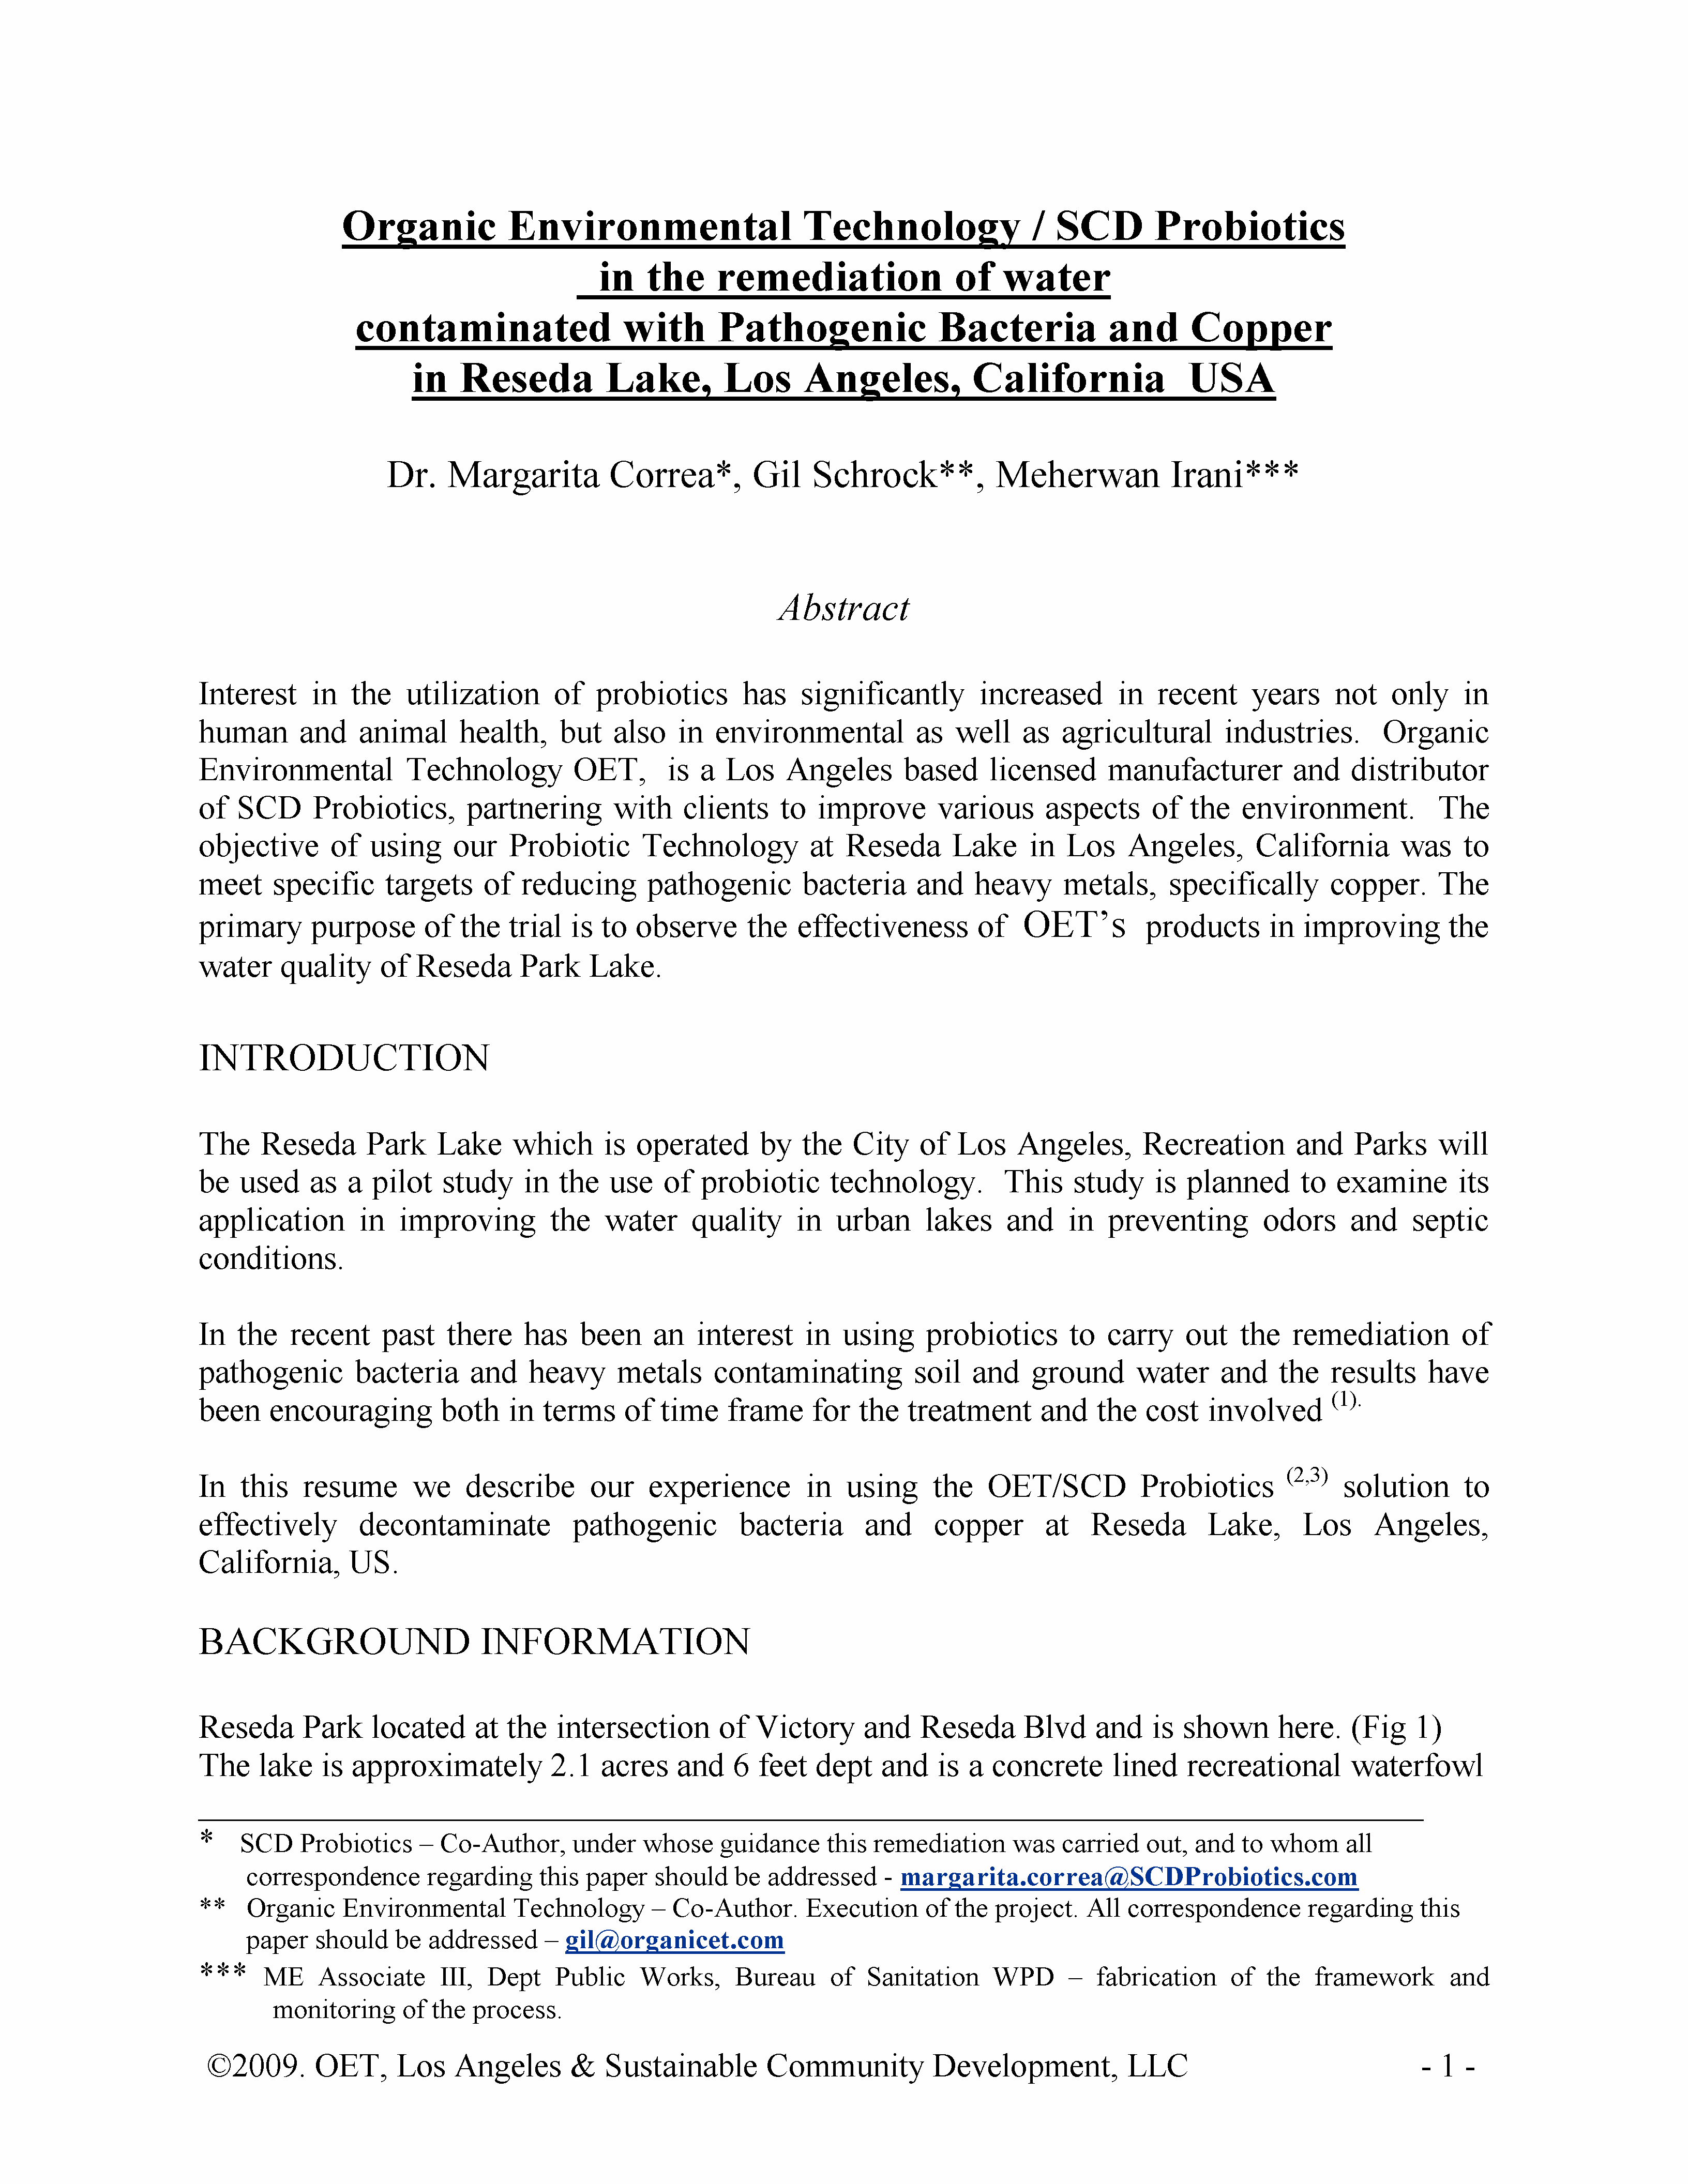 Organic Environmental Technology / SCD Probiotics
in the remediation of water
contaminated with Pathogenic Bacteria and Copper
in Reseda Lake, Los Angeles, California  USA
Dr. Margarita Correa*, Gil Schrock**, Meherwan Irani***
Abstract
Interest in the utilization of probiotics has significantly increased in recent years not only in
human and animal health, but also in environmental as well as agricultural industries.  Organic
Environmental Technology OET,  is a Los Angeles based licensed manufacturer and distributor
of SCD Probiotics, partnering with clients to improve various aspects of the environment.  The
objective of using our Probiotic Technology at Reseda Lake in Los Angeles, California was to
meet specific targets of reducing pathogenic bacteria and heavy metals, specifically copper. The
primary purpose of the trial is to observe the effectiveness of  OET’s  products in improving the
water quality of Reseda Park Lake.
INTRODUCTION
The Reseda Park Lake which is operated by the City of Los Angeles, Recreation and Parks will
be used as a pilot study in the use of probiotic technology.  This study is planned to examine its
application in improving the water quality in urban lakes and in preventing odors and septic
conditions.
In the recent past there has been an interest in using probiotics to carry out the remediation of
pathogenic bacteria and heavy metals contaminating soil and ground water and the results have
been encouraging both in terms of time frame for the treatment and the cost involved (1).
In this resume we describe our experience in using the OET/SCD Probiotics (2,3) solution to
effectively decontaminate pathogenic bacteria and copper at Reseda Lake, Los Angeles,
California, US.
BACKGROUND INFORMATION
Reseda Park located at the intersection of Victory and Reseda Blvd and is shown here. (Fig 1)
The lake is approximately 2.1 acres and 6 feet dept and is a concrete lined recreational waterfowl
* SCD Probiotics – Co-Author, under whose guidance this remediation was carried out, and to whom all
correspondence regarding this paper should be addressed - margarita.correa@SCDProbiotics.com
** Organic Environmental Technology – Co-Author. Execution of the project. All correspondence regarding this
paper should be addressed – gil@organicet.com
*** ME Associate III, Dept Public Works, Bureau of Sanitation WPD – fabrication of the framework and
monitoring of the process.
©2009. OET, Los Angeles & Sustainable Community Development, LLC - 1 -